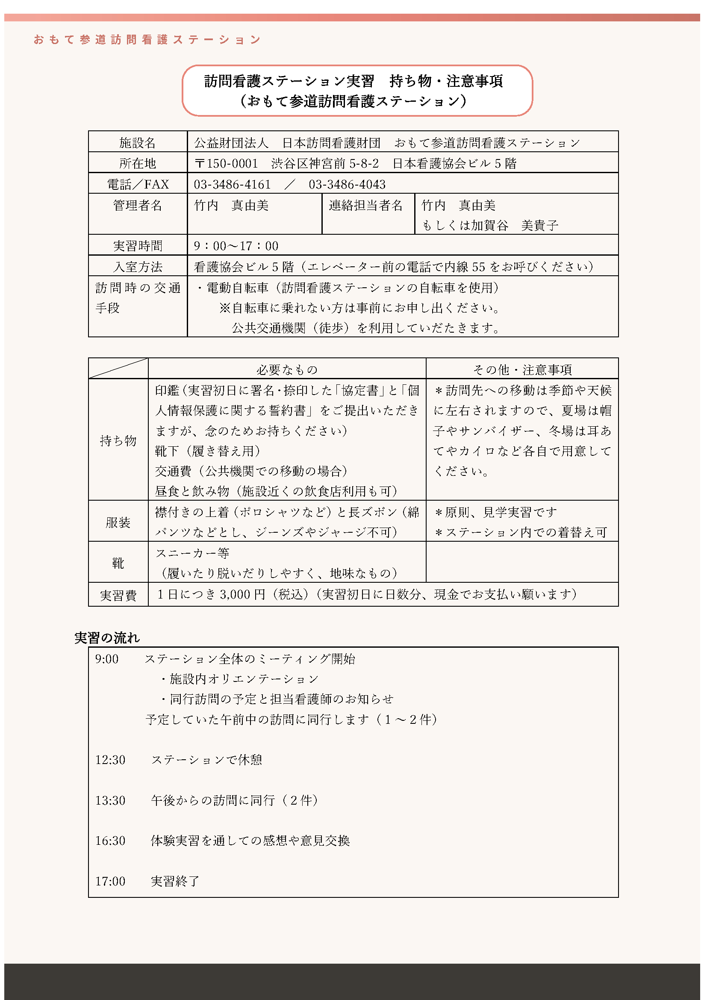 おもて参道訪問看護ステーション
訪問看護ステーション実習　持ち物・注意事項
（おもて参道訪問看護ステーション）
施設名　公益財団法人　日本訪問看護財団　おもて参道訪問看護ステーション
所在地　〒150-0001　渋谷区神宮前 5-8-2　日本看護協会ビル 5 階
電話／FAX　03-3486-4161　／　03-3486-4043
管理者名　竹内　真由美　連絡担当者名　竹内　真由美
もしくは加賀谷　美貴子
実習時間　9：00～17：00
入室方法　看護協会ビル 5 階（エレベーター前の電話で内線 55 をお呼びください）
訪問時の交通
手段
・電動自転車（訪問看護ステーションの自転車を使用）
※自転車に乗れない方は事前にお申し出ください。
公共交通機関（徒歩）を利用していだたきます。
必要なもの　その他・注意事項
持ち物
印鑑（実習初日に署名・捺印した「協定書」と「個
人情報保護に関する誓約書」をご提出いただき
ますが、念のためお持ちください）
靴下（履き替え用）
交通費（公共機関での移動の場合）
昼食と飲み物（施設近くの飲食店利用も可）
＊訪問先への移動は季節や天候
に左右されますので、夏場は帽
子やサンバイザー、冬場は耳あ
てやカイロなど各自で用意して
ください。
服装
襟付きの上着（ポロシャツなど）と長ズボン（綿
パンツなどとし、ジーンズやジャージ不可）
＊原則、見学実習です
＊ステーション内での着替え可
靴
スニーカー等
（履いたり脱いだりしやすく、地味なもの）
実習費　１日につき 3,000 円（税込）（実習初日に日数分、現金でお支払い願います）
実習の流れ
9:00　ステーション全体のミーティング開始
・施設内オリエンテーション
・同行訪問の予定と担当看護師のお知らせ
予定していた午前中の訪問に同行します（１～２件）
12:30　ステーションで休憩
13:30　午後からの訪問に同行（２件）
16:30　体験実習を通しての感想や意見交換
17:00　実習終了